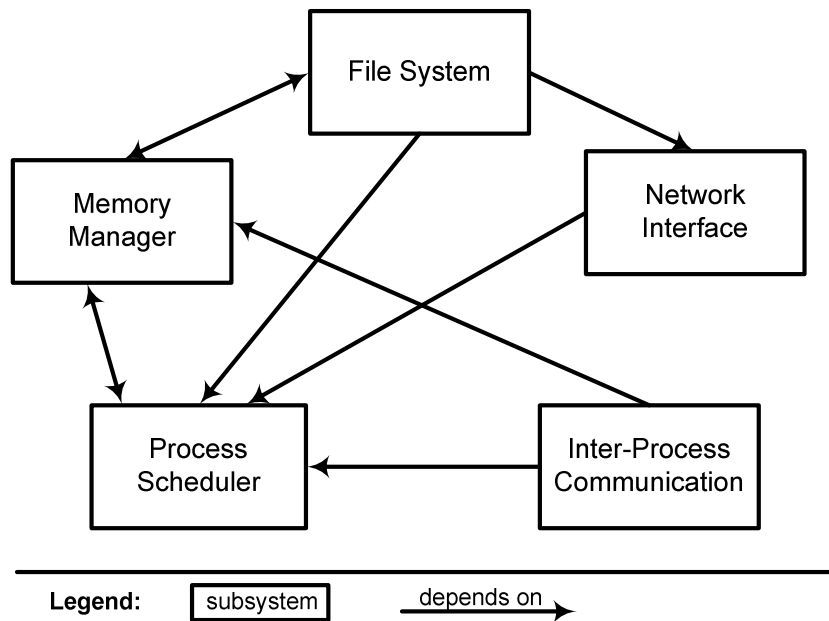 File System
Memory
Manager
Network
Interface
Process
Scheduler
Inter-Process
Communication
Legend:
subsystem
depends on